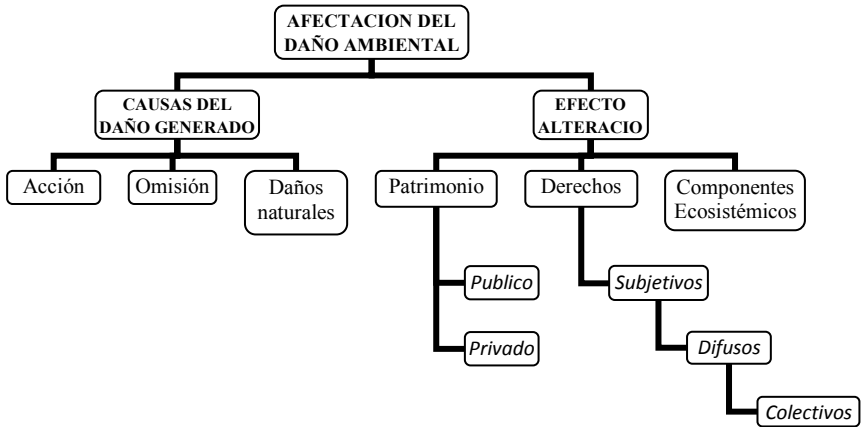 AFECTACION DEL
DAÑO AMBIENTAL
CAUSAS DEL
DAÑO GENERADO
EFECTO
ALTERACIO
Acción
Omisión
Daños
naturales
Patrimonio
Derechos
Componentes
Ecosistémicos
Publico
Subjetivos
Privado
Difusos
Colectivos